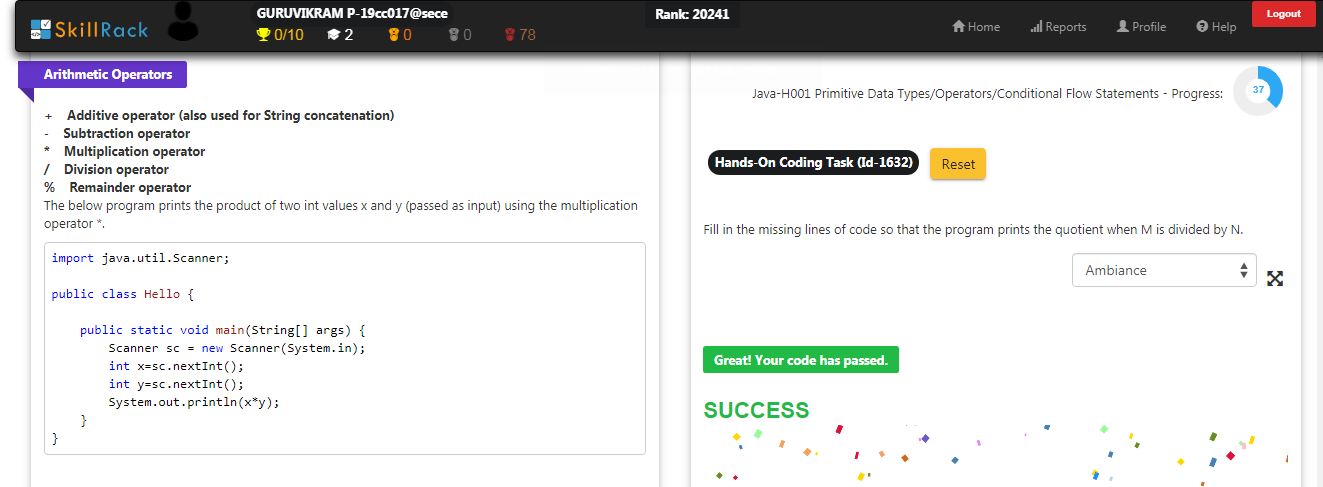 SkillRack
GURUVIKRAM P-19cc017@sece
0/10 2 0 0 78
Rank: 20241
Home Reports Profile Help
Logout
Arithmetic Operators
+ Additive operator (also used for String concatenation)
- Subtraction operator
* Multiplication operator
/ Division operator
% Remainder operator
The below program prints the product of two int values x and y (passed as input) using the multiplication
operator *.
import java.util.Scanner;
public class Hello {
public static void main(String[] args) {
Scanner sc = new Scanner(System.in);
int x=sc.nextInt();
int y=sc.nextInt();
System.out.println(x*y);
}
}
Java-H001 Primitive Data Types/Operators/Conditional Flow Statements - Progress:
37
Hands-On Coding Task (Id-1632)
Reset
Fill in the missing lines of code so that the program prints the quotient when M is divided by N.
Ambiance
Great! Your code has passed.
SUCCESS